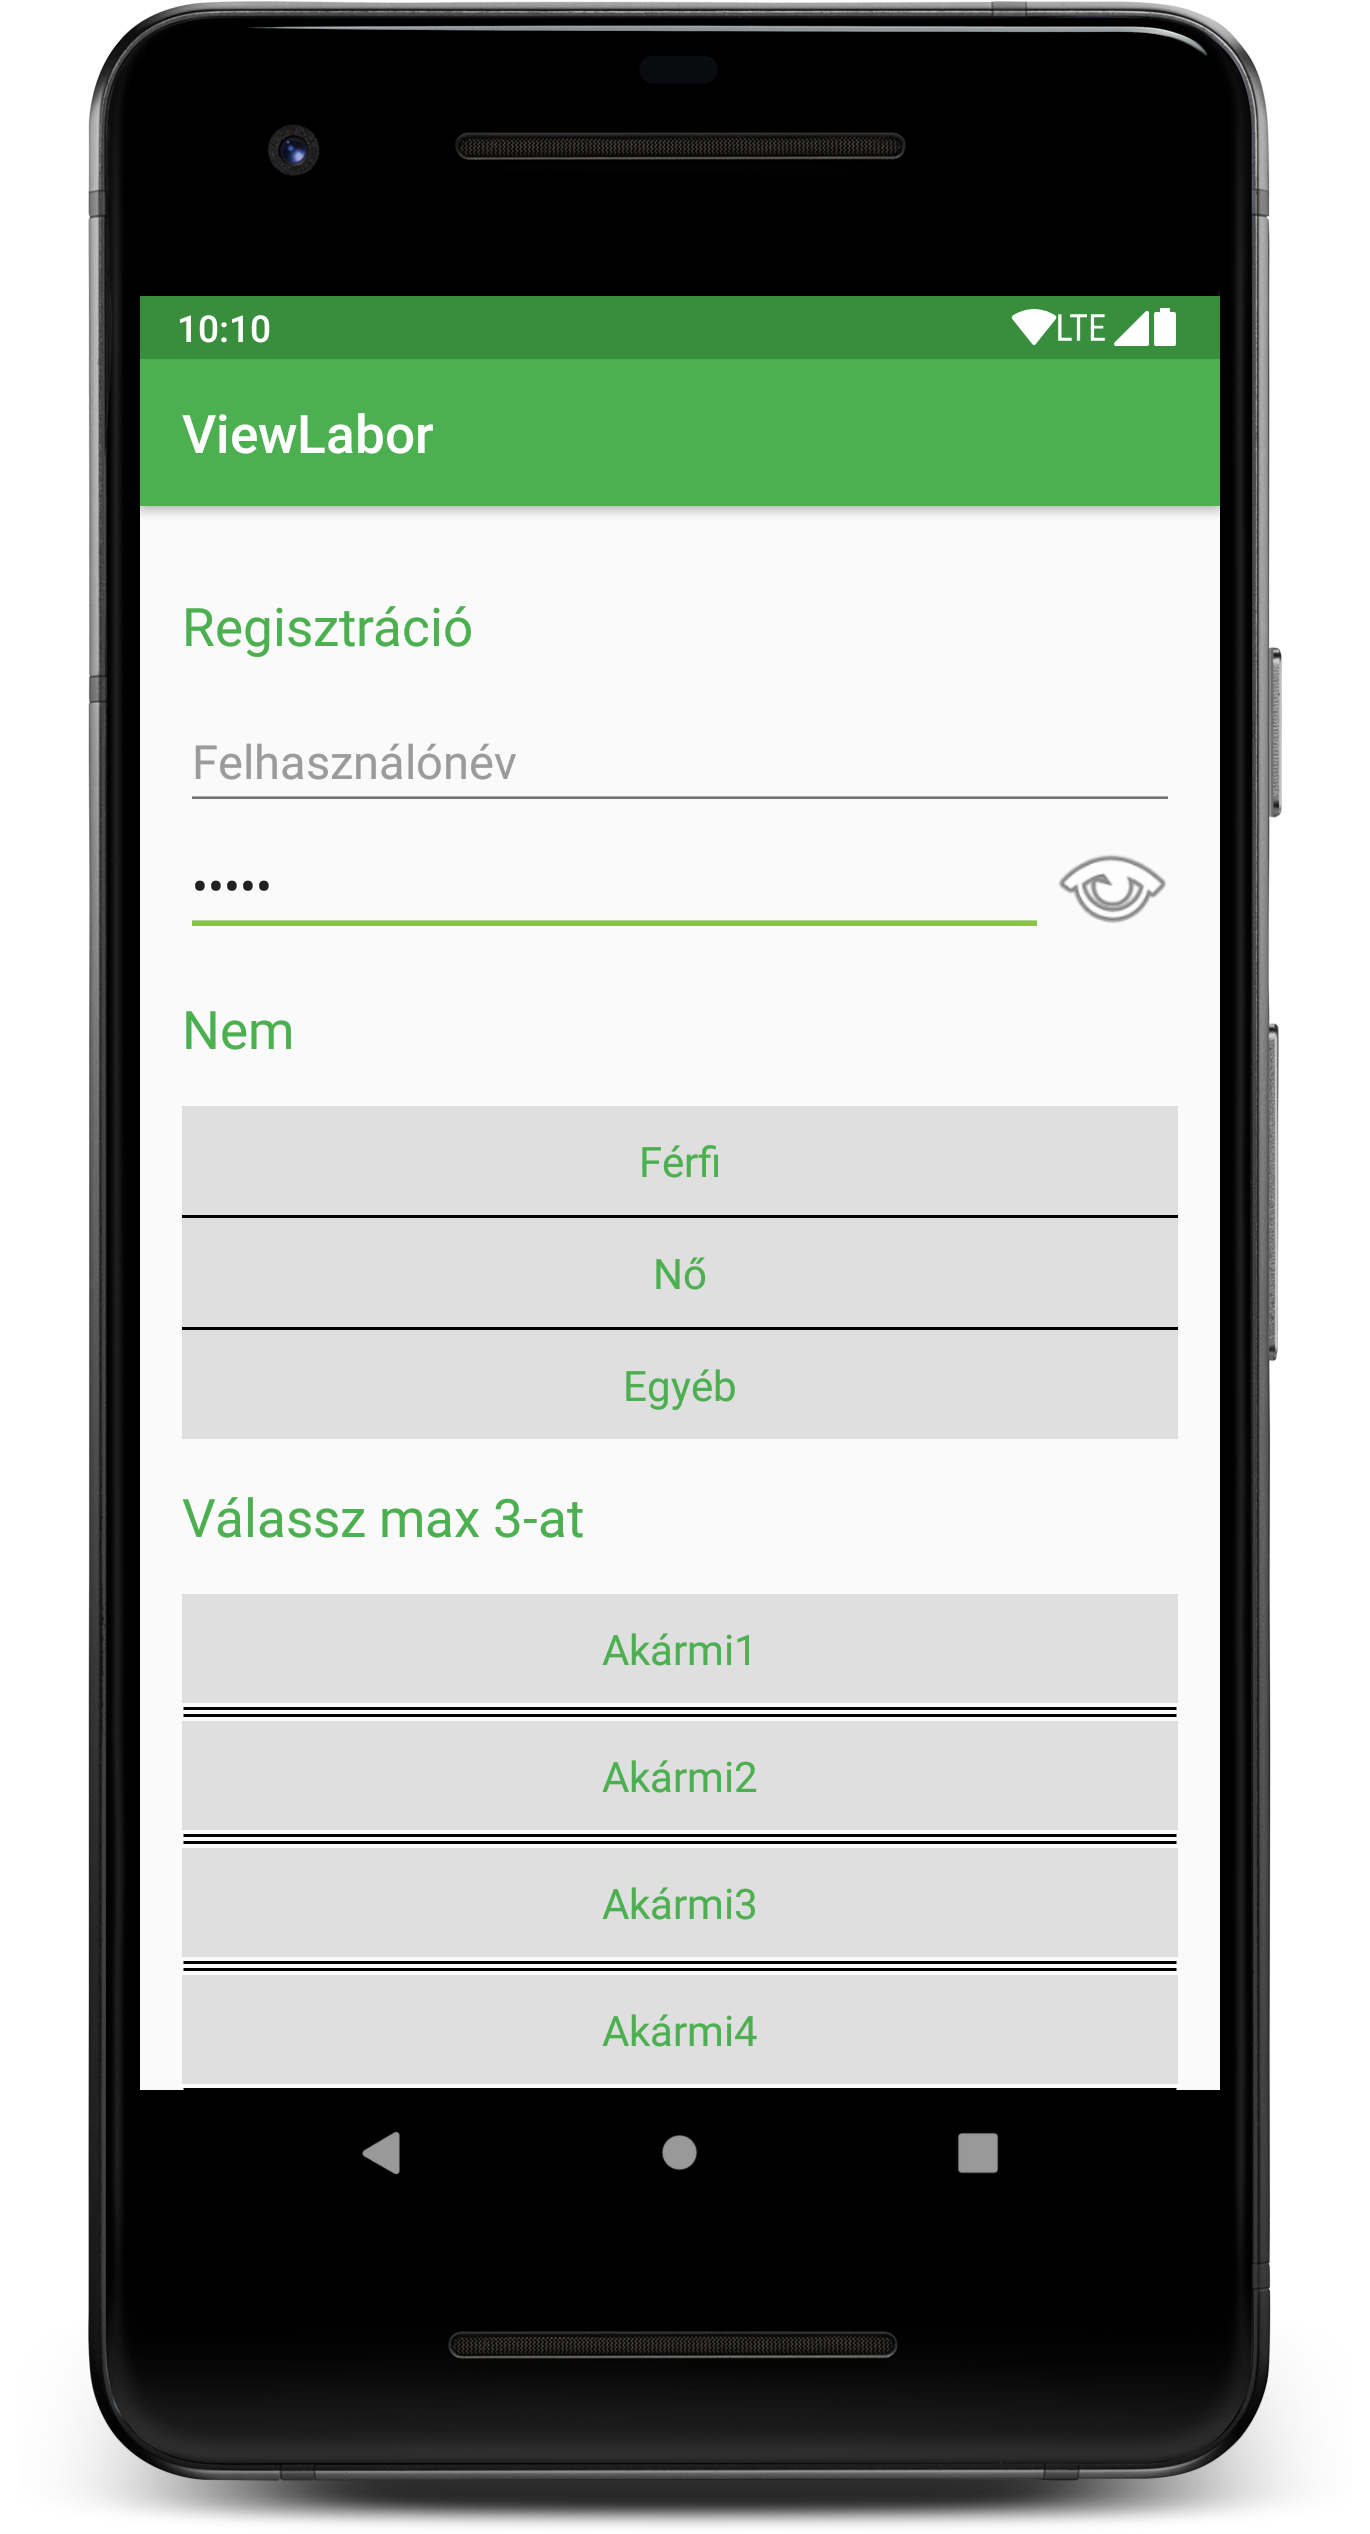 10:10 LTE
ViewLabor
Regisztráció
Felhasználónév
•••••
Nem
Férfi
Nő
Egyéb
Válassz max 3-at
Akármi1
Akármi2
Akármi3
Akármi4